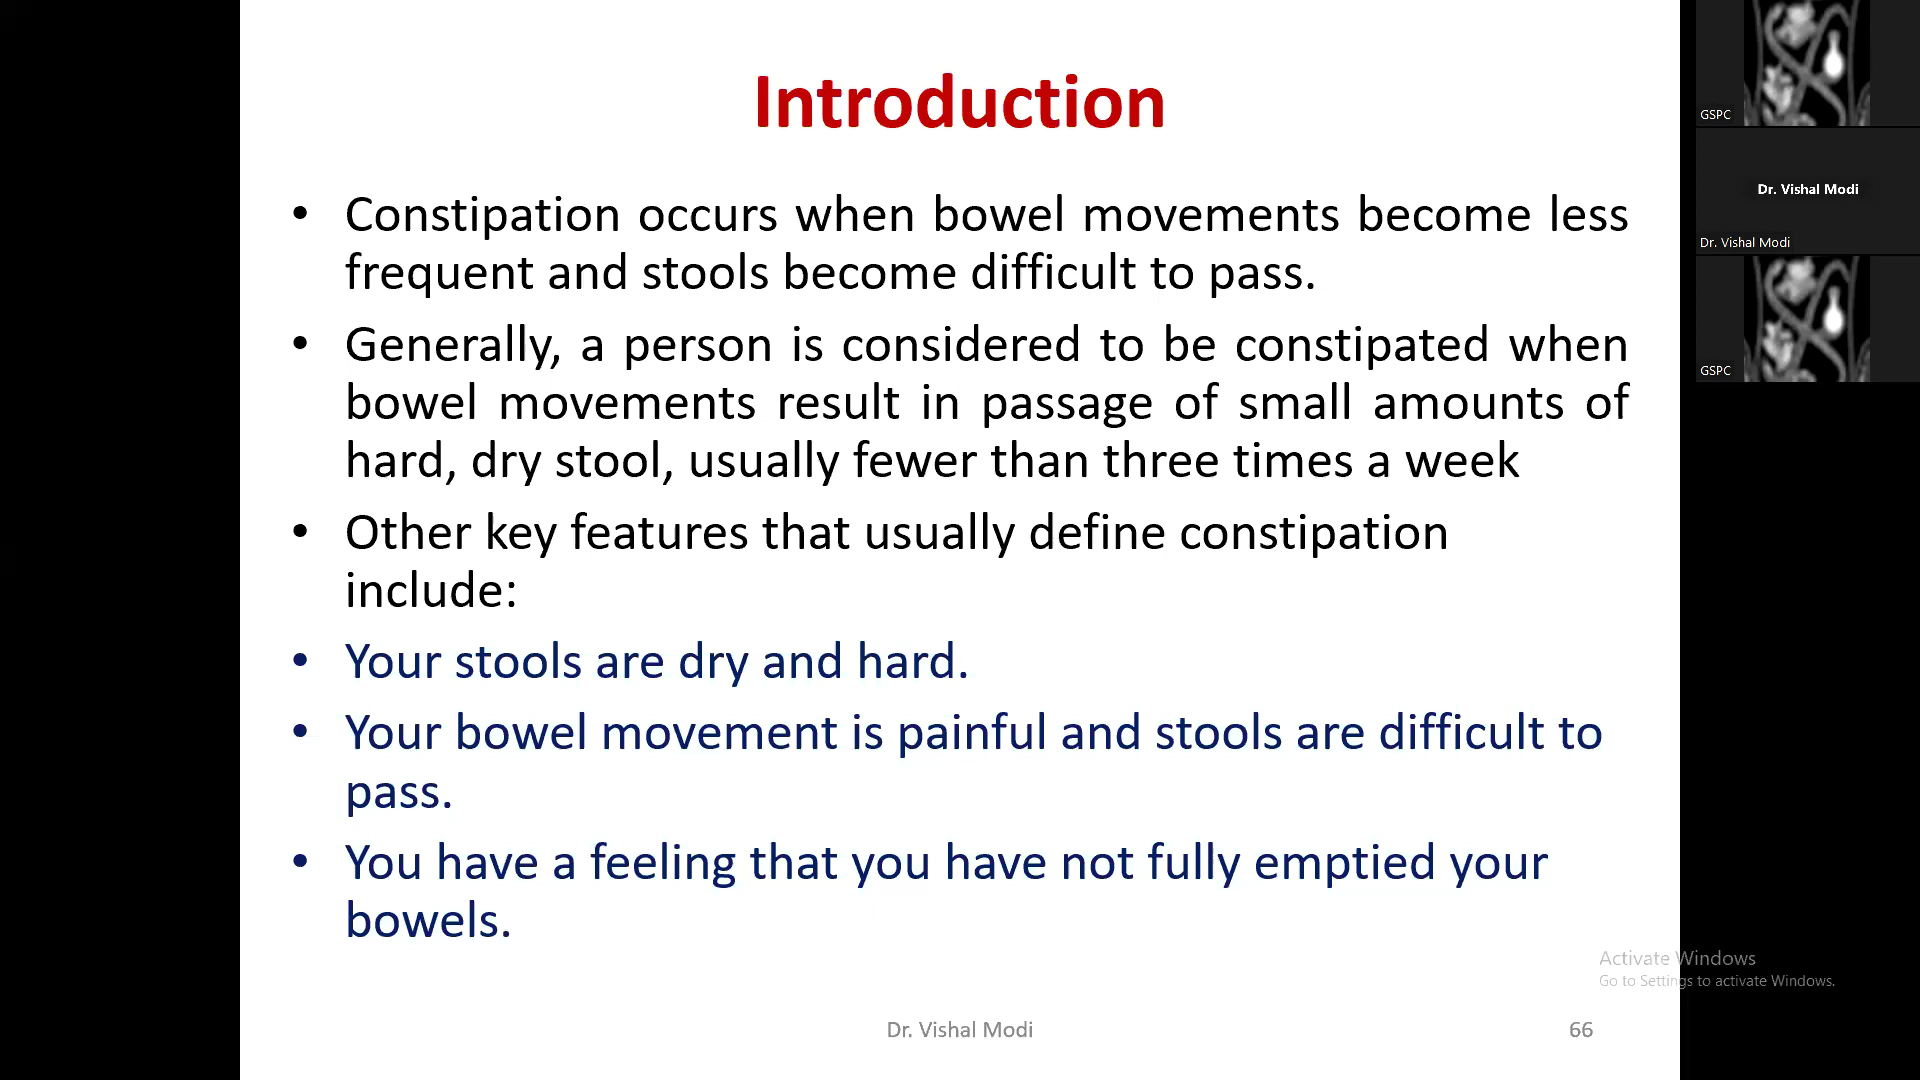 Introduction
• Constipation occurs when bowel movements become less
frequent and stools become difficult to pass.
• Generally, a person is considered to be constipated when
bowel movements result in passage of small amounts of
hard, dry stool, usually fewer than three times a week
• Other key features that usually define constipation
include:
• Your stools are dry and hard.
• Your bowel movement is painful and stools are difficult to
pass.
• You have a feeling that you have not fully emptied your
bowels.
Dr. Vishal Modi
66
GSPC
Dr. Vishal Modi
Dr. Vishal Modi
GSPC
Activate Windows
Go to Settings to activate Windows.